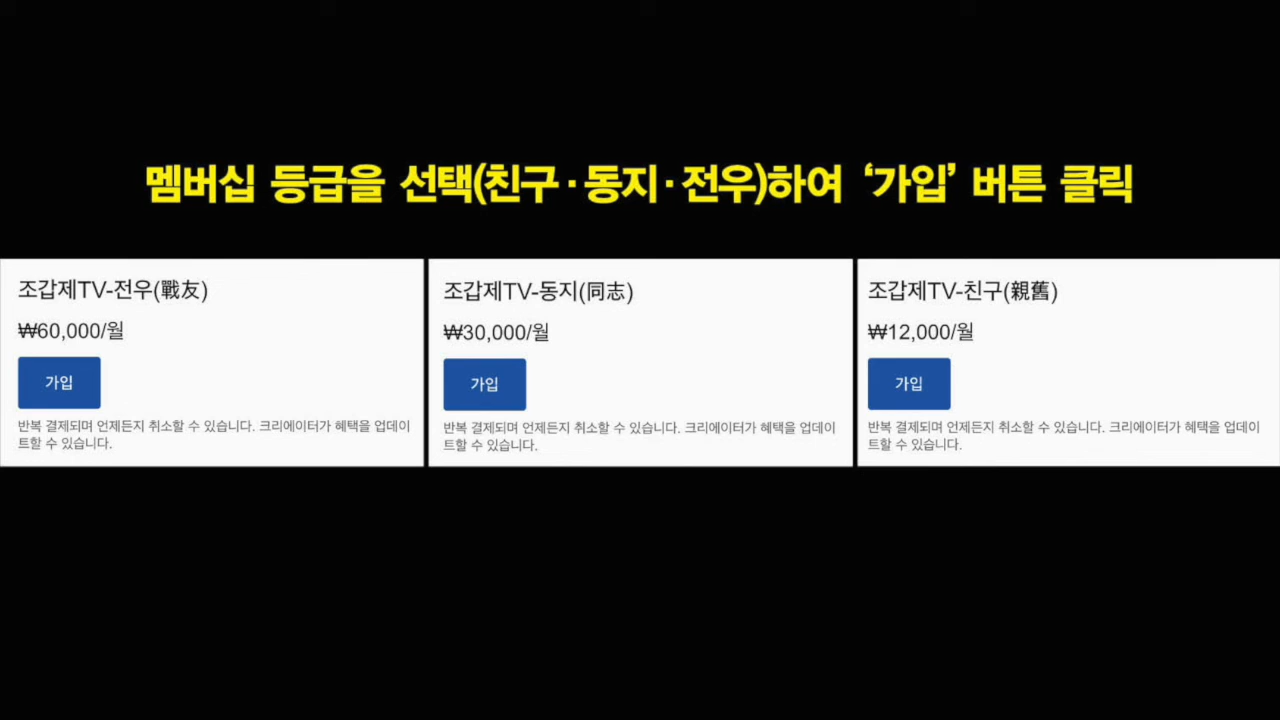 멤버십 등급을 선택(친구·동지·전우)하여 ‘가입’ 버튼 클릭
조갑제TV-전우(戰友)
₩60,000/월
가입
반복 결제되며 언제든지 취소할 수 있습니다. 크리에이터가 혜택을 업데이
트할 수 있습니다.
조갑제TV-동지(同志)
₩30,000/월
가입
반복 결제되며 언제든지 취소할 수 있습니다. 크리에이터가 혜택을 업데이
트할 수 있습니다.
조갑제TV-친구(親舊)
₩12,000/월
가입
반복 결제되며 언제든지 취소할 수 있습니다. 크리에이터가 혜택을 업데이
트할 수 있습니다.